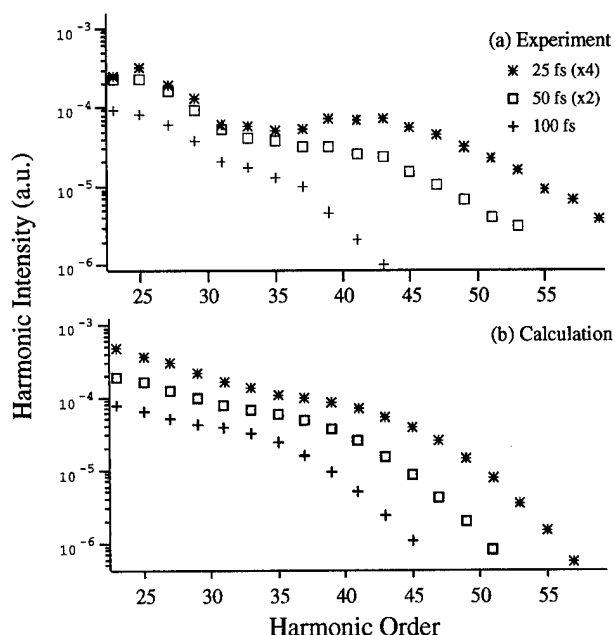 Harmonic Intensity (a.u.)
(a) Experiment
25 fs (x4)
50 fs (x2)
100 fs
10⁻³
10⁻⁴
10⁻⁵
10⁻⁶
25 30 35 40 45 50 55
(b) Calculation
10⁻³
10⁻⁴
10⁻⁵
10⁻⁶
25 30 35 40 45 50 55
Harmonic Order